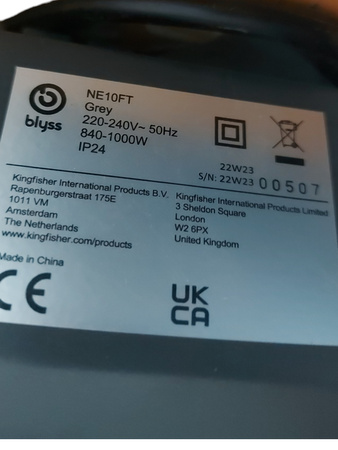 blyss
NE10FT
Grey
220-240V~ 50Hz
840-1000W
IP24
22W23
S/N: 22W23 00507
Kingfisher International Products B.V.
Rapenburgerstraat 175E
1011 VM
Amsterdam
The Netherlands
www.kingfisher.com/products
Kingfisher International Products Limited
3 Sheldon Square
London
W2 6PX
United Kingdom
Made in China
CE
UK
CA